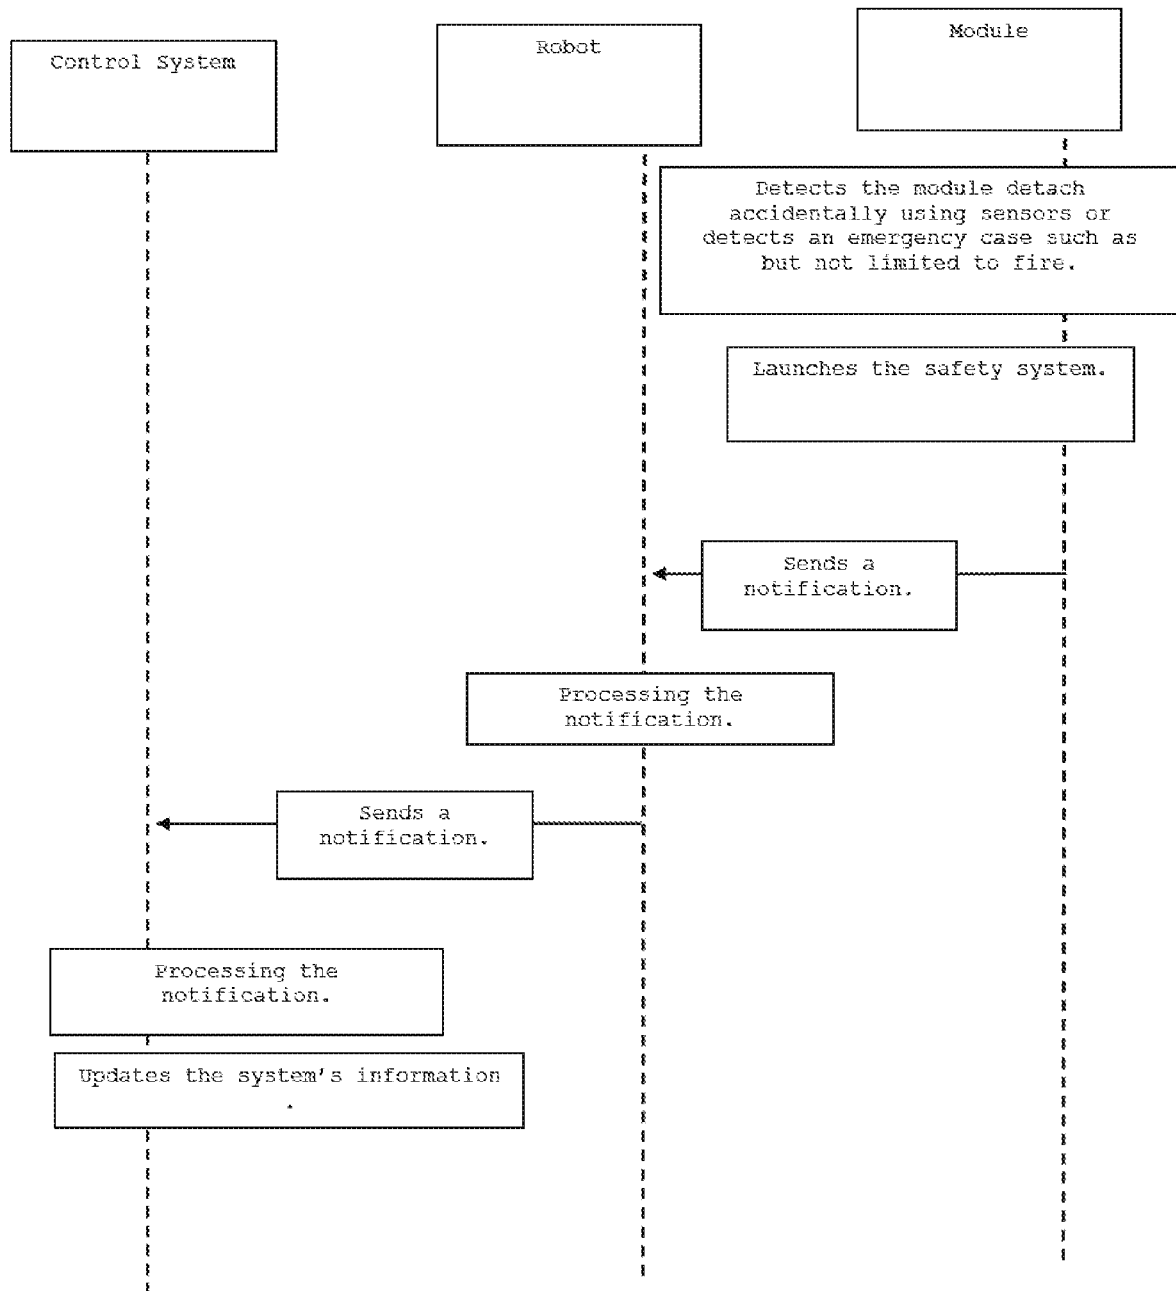 Control System
Robot
Module
Detects the module detach
accidentally using sensors or
detects an emergency case such as
but not limited to fire.
Launches the safety system.
Sends a
notification.
Processing the
notification.
Sends a
notification.
Processing the
notification.
Updates the system's information
.